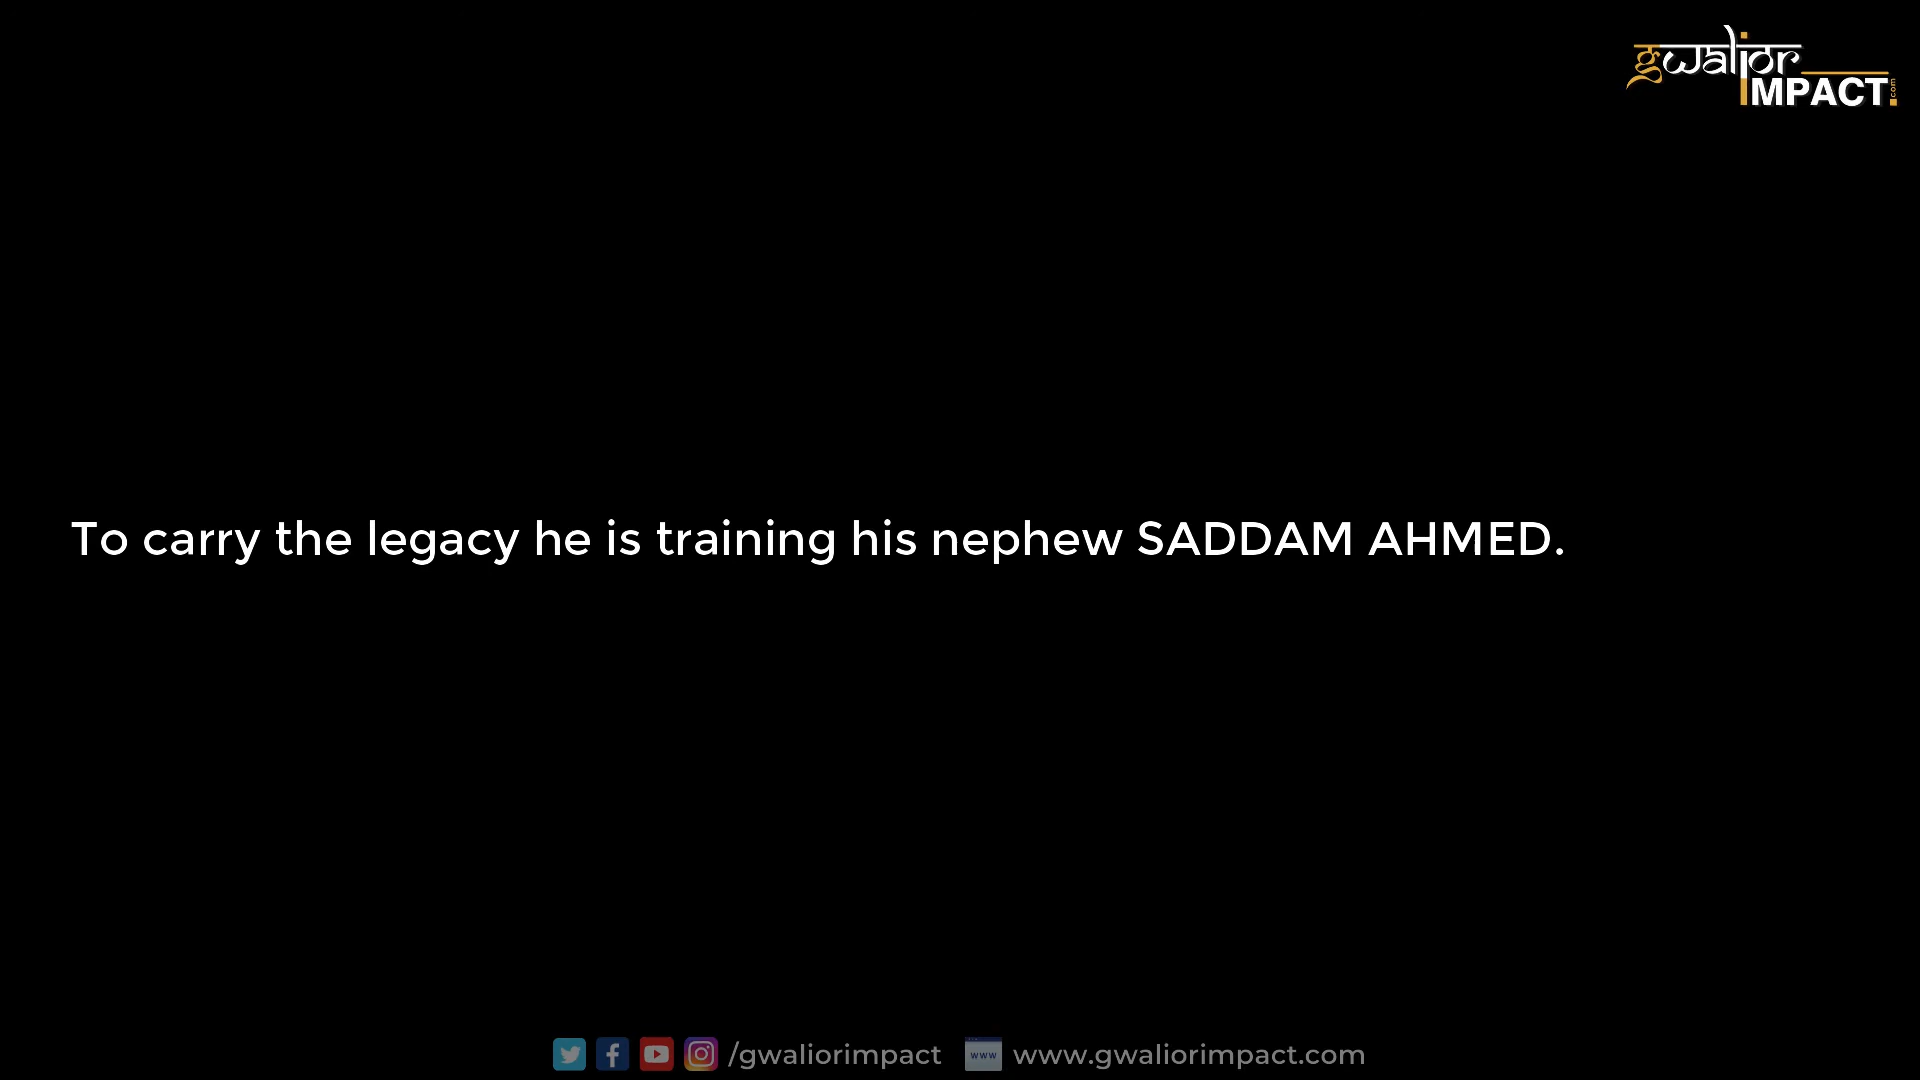 gwalior
IMPACT.com
To carry the legacy he is training his nephew SADDAM AHMED.
/gwaliorimpact www www.gwaliorimpact.com